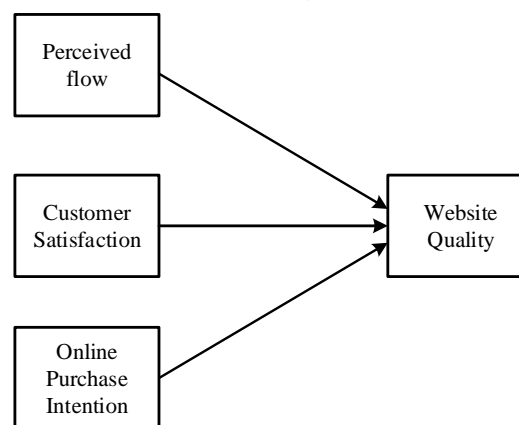 Perceived
flow
Customer
Satisfaction
Website
Quality
Online
Purchase
Intention